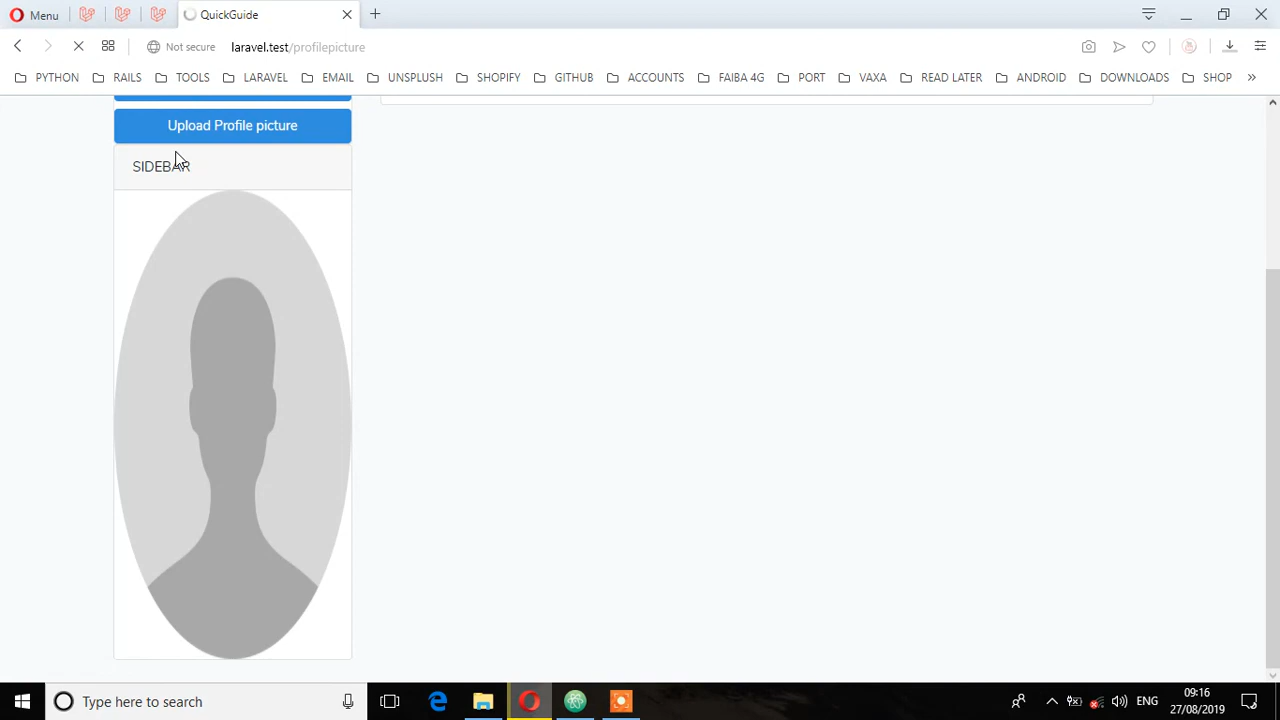 Menu
QuickGuide
Not secure
laravel.test/profilepicture
PYTHON
RAILS
TOOLS
LARAVEL
EMAIL
UNSPLUSH
SHOPIFY
GITHUB
ACCOUNTS
FAIBA 4G
PORT
VAXA
READ LATER
ANDROID
DOWNLOADS
SHOP
Upload Profile picture
SIDEBAR
Type here to search
ENG
09:16
27/08/2019